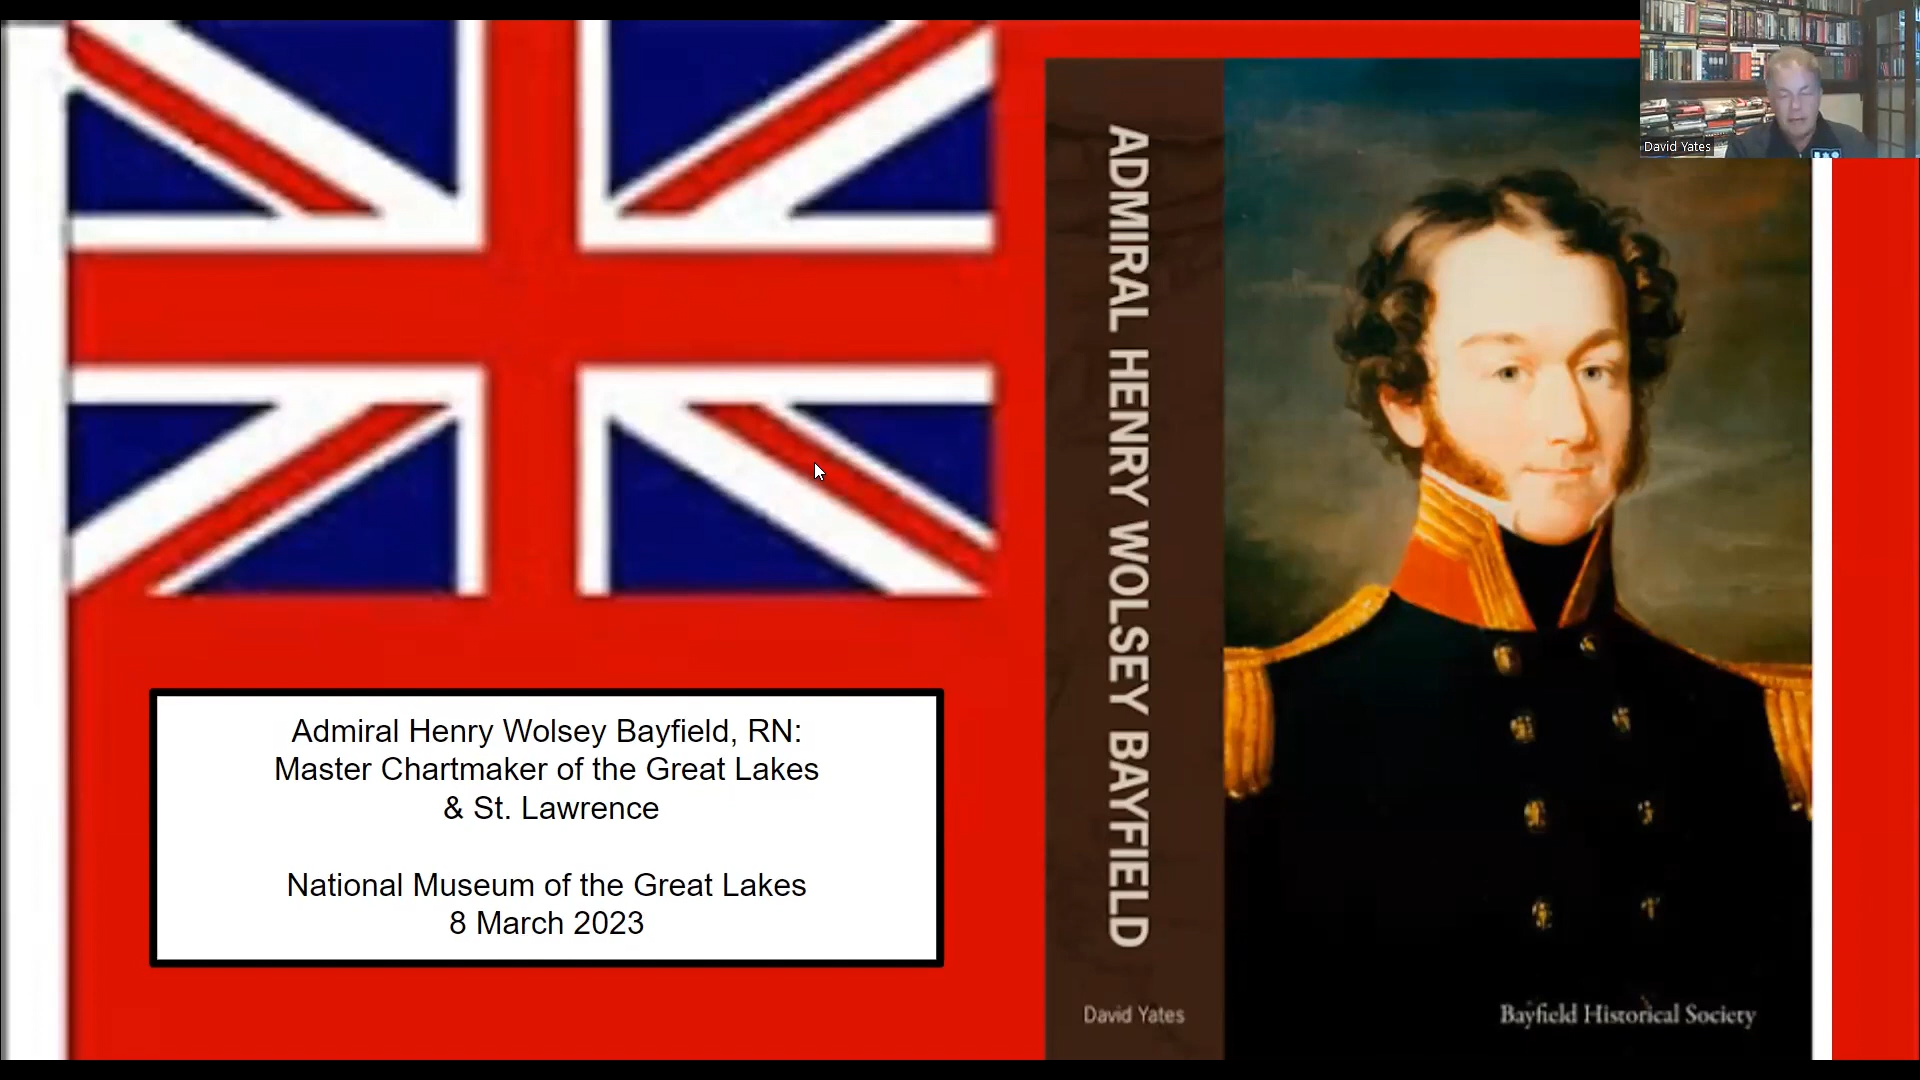 David Yates
ADMIRAL HENRY WOLSEY BAYFIELD
Admiral Henry Wolsey Bayfield, RN:
Master Chartmaker of the Great Lakes
& St. Lawrence
National Museum of the Great Lakes
8 March 2023
David Yates
Bayfield Historical Society